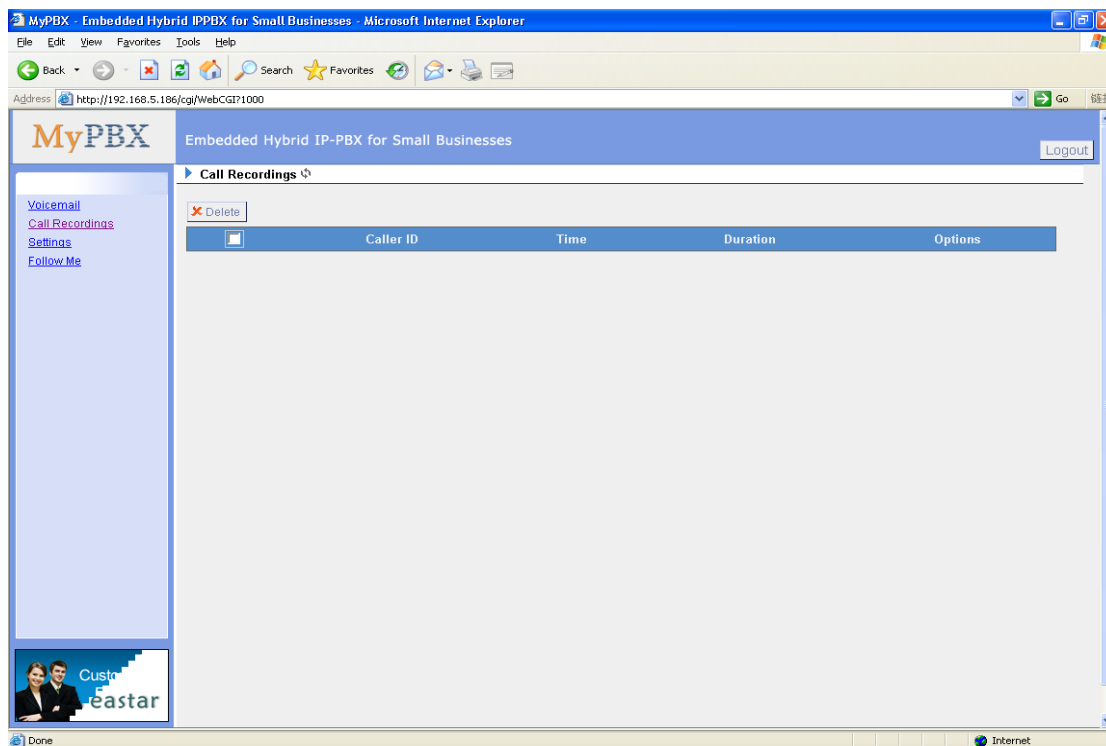 MyPBX - Embedded Hybrid IPPBX for Small Businesses - Microsoft Internet Explorer
File Edit View Favorites Tools Help
Back Search Favorites
Address http://192.168.5.186/cgi/WebCGI?1000 Go
MyPBX
Embedded Hybrid IP-PBX for Small Businesses
Logout
Call Recordings
Voicemail
Call Recordings
Settings
Follow Me
Delete
Caller ID Time Duration Options
eastar
Done Internet